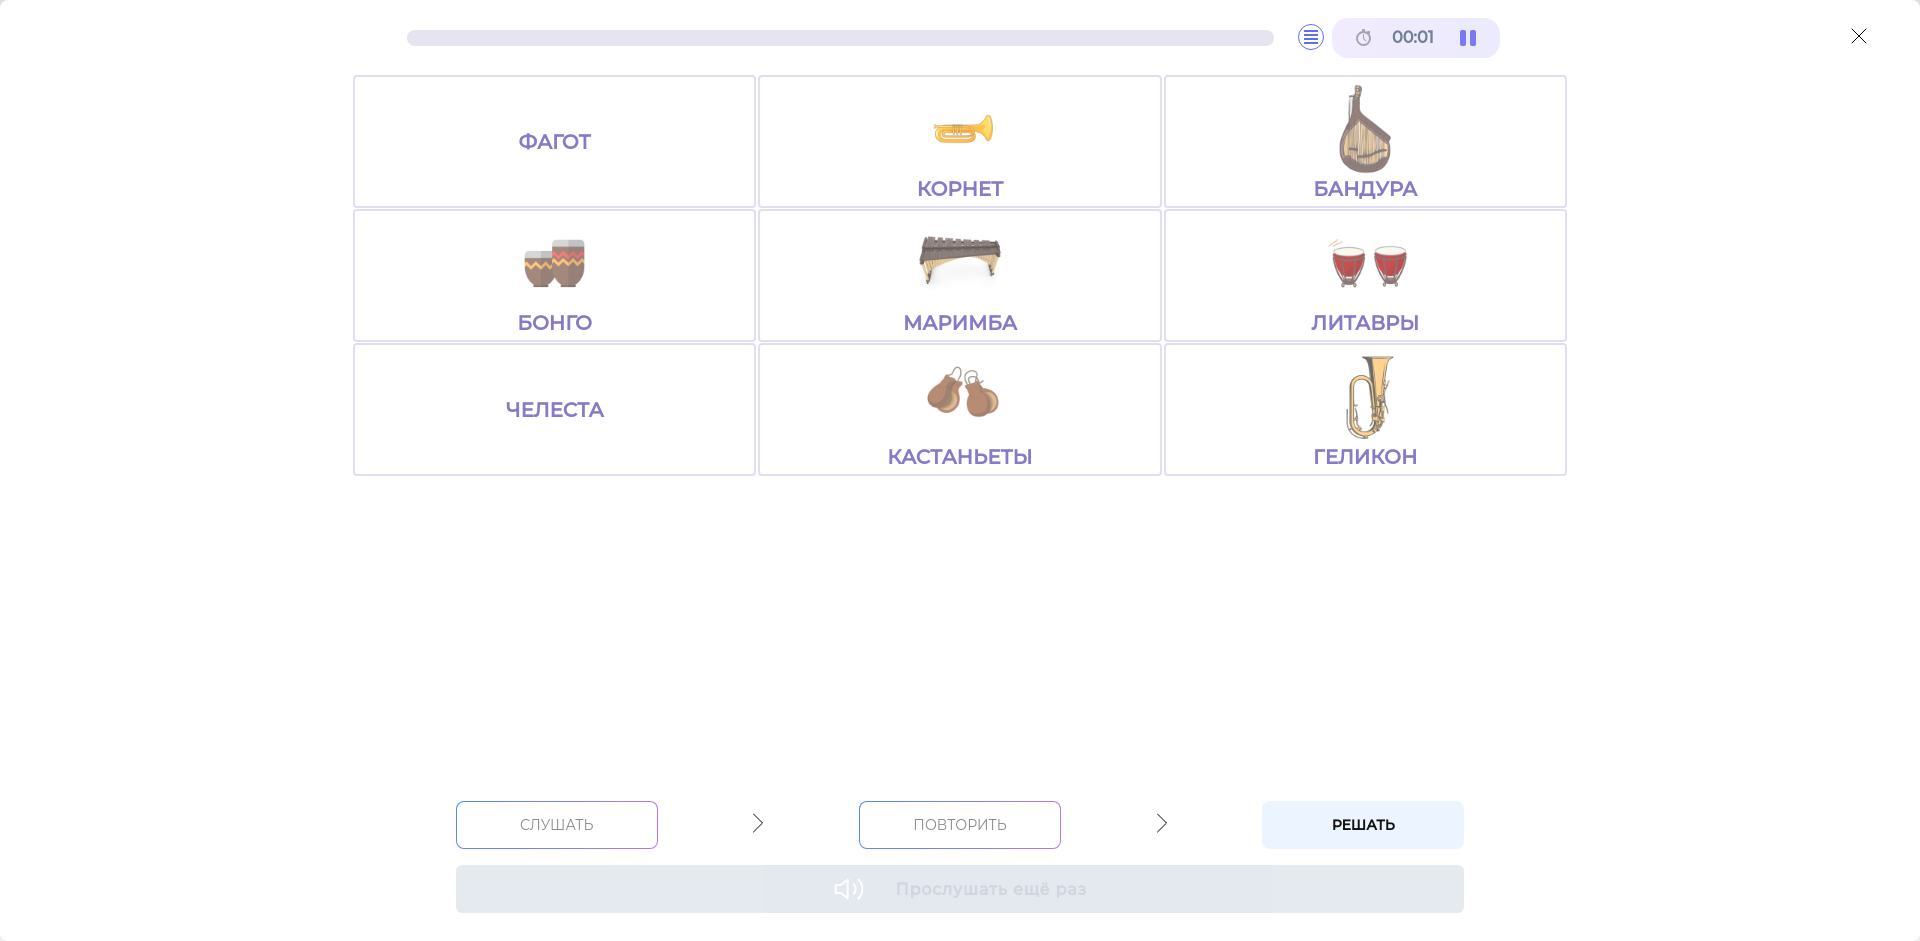 00:01
ФАГОТ
КОРНЕТ
БАНДУРА
БОНГО
МАРИМБА
ЛИТАВРЫ
ЧЕЛЕСТА
КАСТАНЬЕТЫ
ГЕЛИКОН
СЛУШАТЬ
ПОВТОРИТЬ
РЕШАТЬ
Прослушать ещё раз